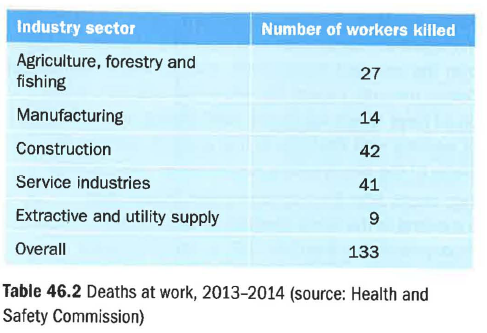 Industry sector Number of workers killed
Agriculture, forestry and
fishing 27
Manufacturing 14
Construction 42
Service industries 41
Extractive and utility supply 9
Overall 133
Table 46.2 Deaths at work, 2013–2014 (source: Health and
Safety Commission)